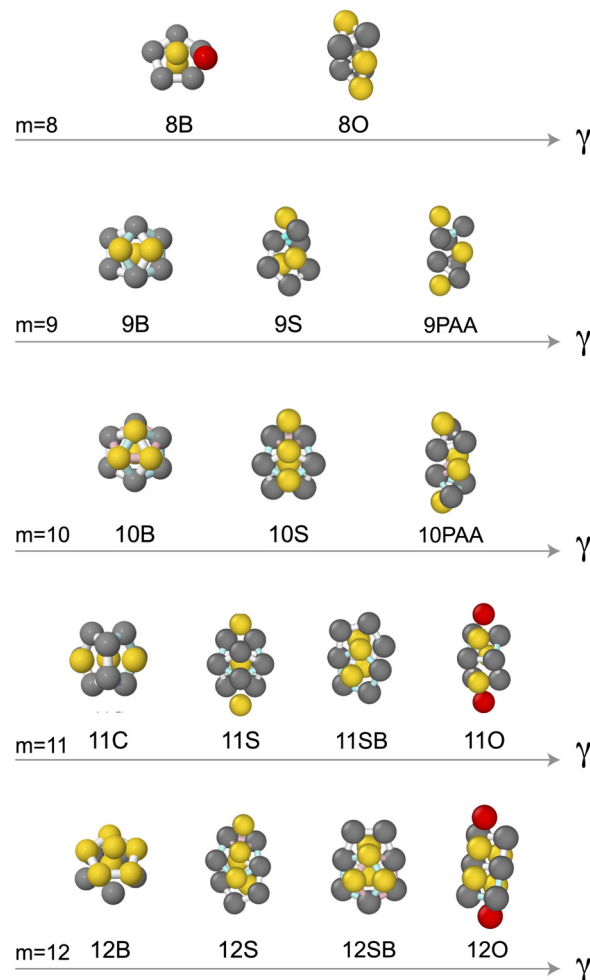 8B 8O
m=8 γ
9B 9S 9PAA
m=9 γ
10B 10S 10PAA
m=10 γ
11C 11S 11SB 11O
m=11 γ
12B 12S 12SB 12O
m=12 γ